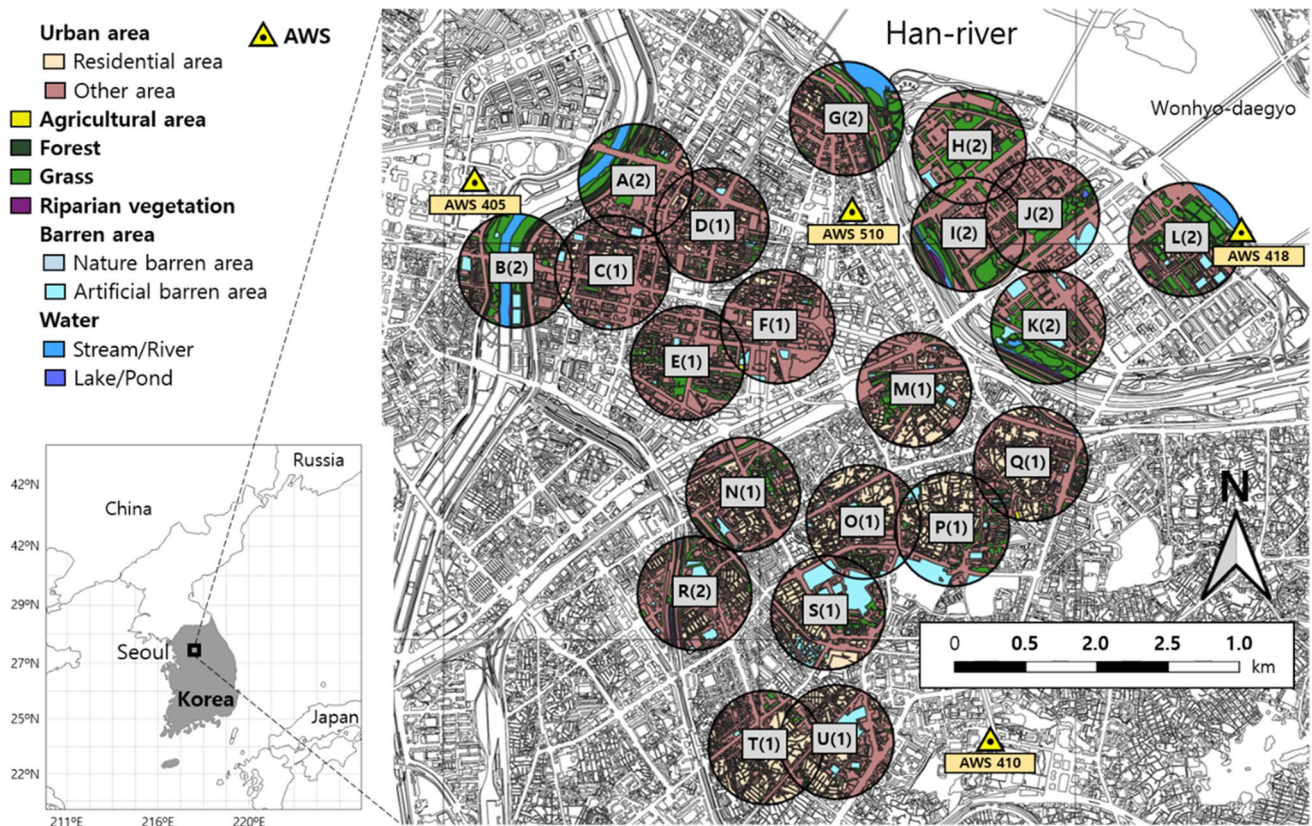 Urban area
AWS
Residential area
Other area
Agricultural area
Forest
Grass
Riparian vegetation
Barren area
Nature barren area
Artificial barren area
Water
Stream/River
Lake/Pond
Han-river
Wonhyo-daegyo
G(2)
H(2)
A(2)
AWS 405
D(1)
AWS 510
I(2)
J(2)
L(2)
AWS 418
B(2)
C(1)
F(1)
K(2)
E(1)
M(1)
Q(1)
N(1)
O(1)
P(1)
N
R(2)
S(1)
T(1)
U(1)
AWS 410
0 0.5 2.0 2.5 1.0
km
Russia
China
Seoul
Korea
Japan
42°N
42°N
29°N
27°N
25°N
22°N
211°E 216°E 220°E